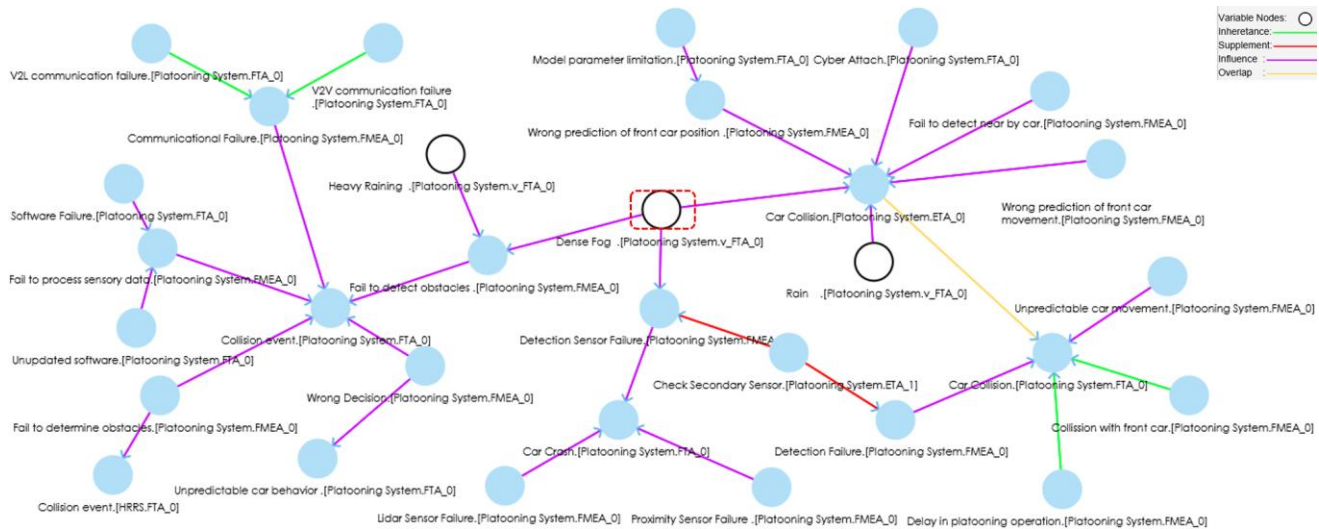 Variable Nodes:
Inheretance:
Supplement:
Influence :
Overlap :
V2L communication failure.[Platooning System.FTA_0]
V2V communication failure
.[Platooning System.FTA_0]
Model parameter limitation.[Platooning System.FTA_0]
Cyber Attach.[Platooning System.FTA_0]
Communicational Failure.[Platooning System.FMEA_0]
Wrong prediction of front car position .[Platooning System.FMEA_0]
Fail to detect near by car.[Platooning System.FMEA_0]
Heavy Raining .[Platooning System.v_FTA_0]
Software Failure.[Platooning System.FTA_0]
Car Collision.[Platooning System.ETA_0]
Wrong prediction of front car
movement.[Platooning System.FMEA_0]
Dense Fog .[Platooning System.v_FTA_0]
Fail to process sensory data.[Platooning System.FMEA_0]
Fail to detect obstacles .[Platooning System.FMEA_0]
Rain .[Platooning System.v_FTA_0]
Unpredictable car movement.[Platooning System.FMEA_0]
Collision event.[Platooning System.FTA_0]
Detection Sensor Failure.[Platooning System.FMEA_
Unupdated software.[Platooning System.FTA_0]
Check Secondary Sensor.[Platooning System.ETA_1]
Car Collision.[Platooning System.FTA_0]
Wrong Decision.[Platooning System.FMEA_0]
Fail to determine obstacles.[Platooning System.FMEA_0]
Collission with front car.[Platooning System.FMEA_0]
Car Crash.[Platooning System.FTA_0]
Detection Failure.[Platooning System.FMEA_0]
Unpredictable car behavior .[Platooning System.FTA_0]
Collision event.[HRRS.FTA_0]
Lidar Sensor Failure.[Platooning System.FMEA_0]
Proximity Sensor Failure .[Platooning System.FMEA_0]
Delay in platooning operation.[Platooning System.FMEA_0]